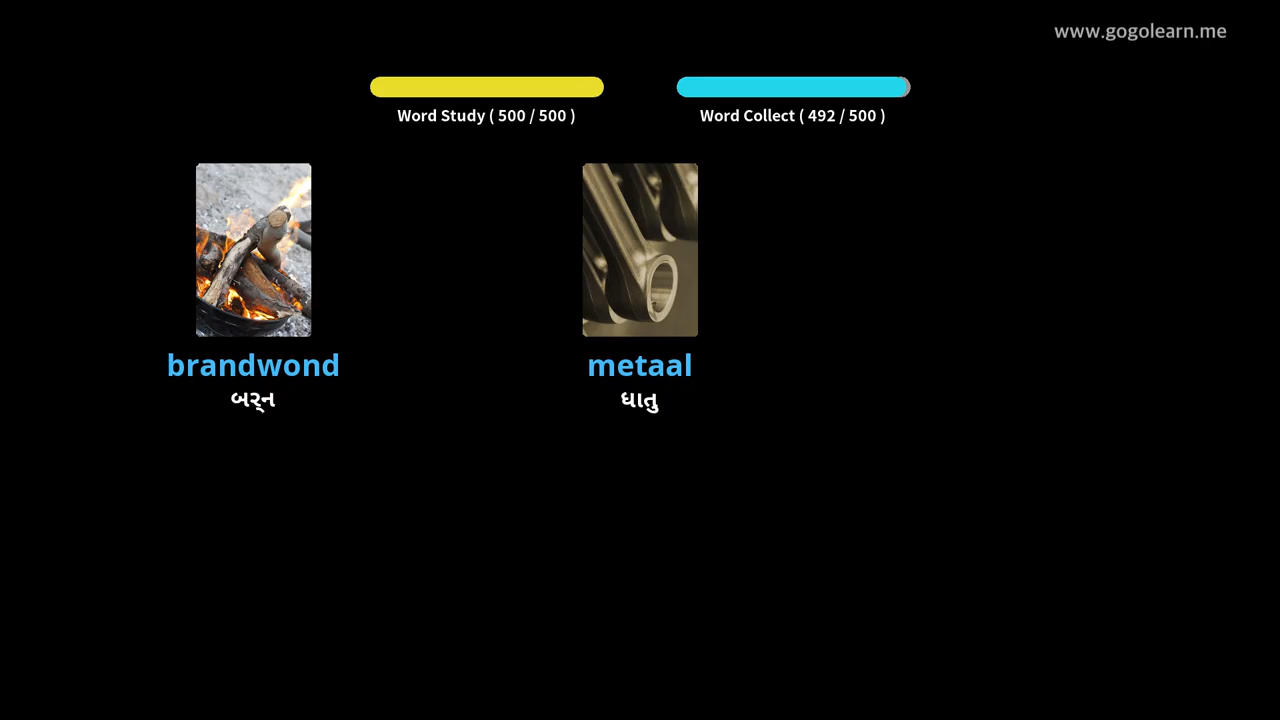 www.gogolearn.me
Word Study ( 500 / 500 )
Word Collect ( 492 / 500 )
brandwond
બર્ન
metaal
ધાતુ